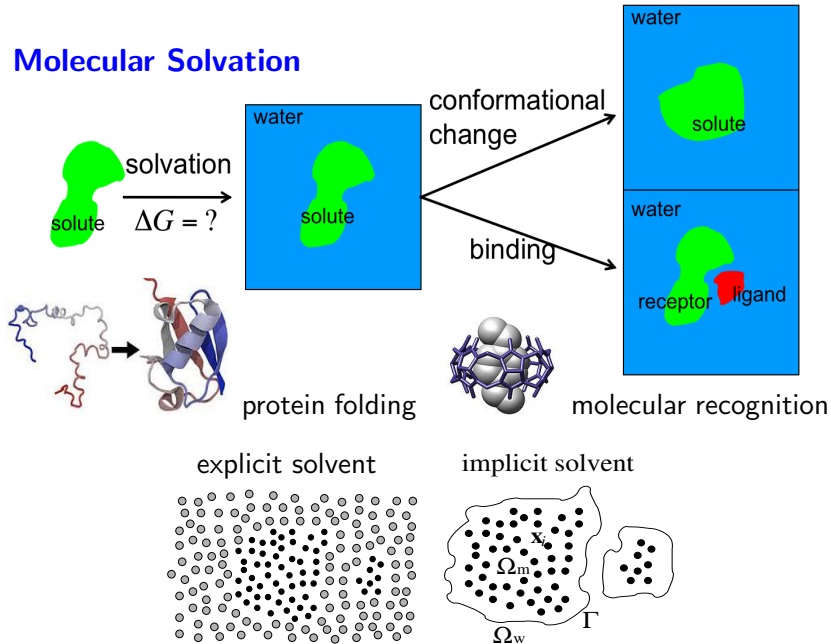 Molecular Solvation
solvation
ΔG = ?
solute
water
solute
conformational
change
binding
water
solute
water
receptor
ligand
protein folding
molecular recognition
explicit solvent
implicit solvent
xᵢ
Ωm
Γ
Ωw